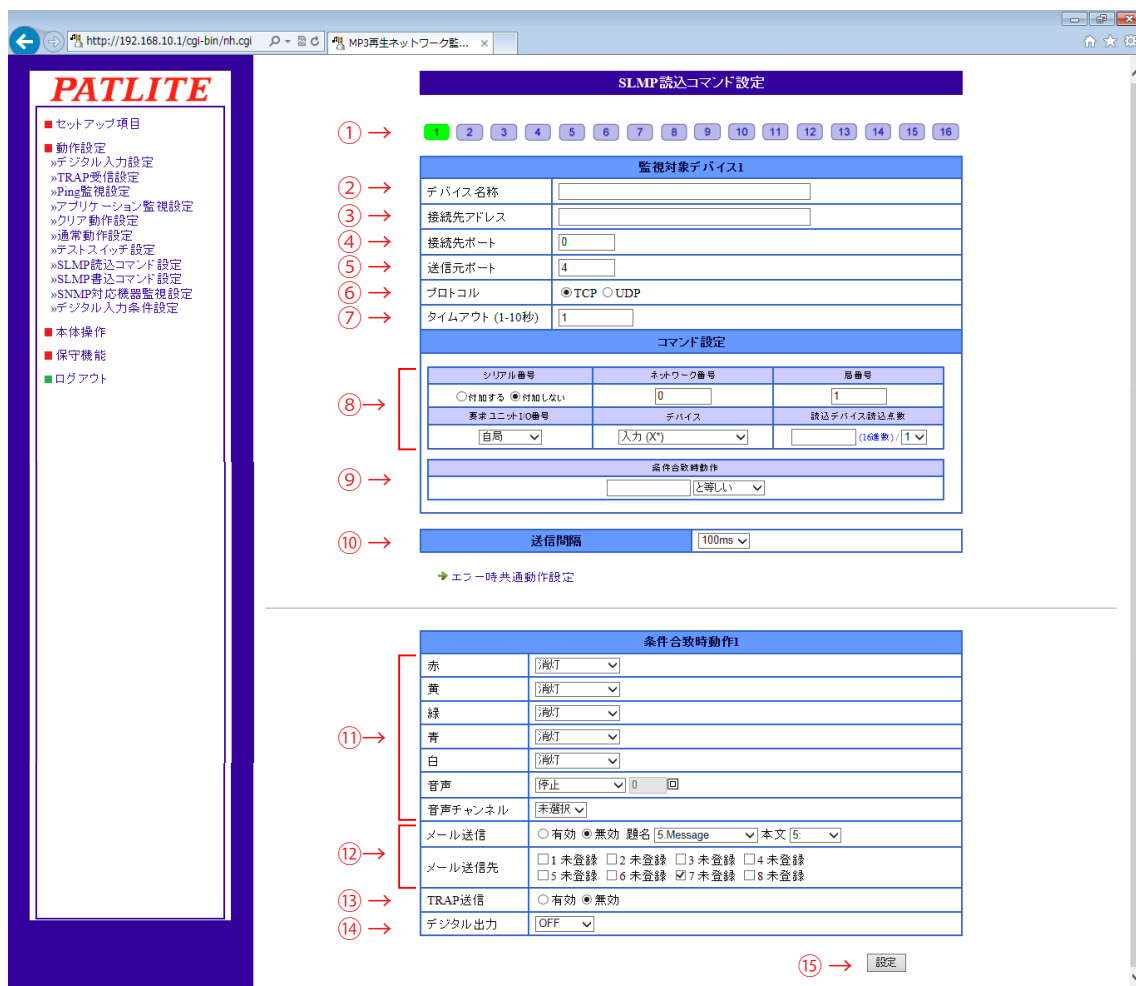 http://192.168.10.1/cgi-bin/nh.cgi
MP3再生ネットワーク監...
PATLITE
セットアップ項目
動作設定
»デジタル入力設定
»TRAP受信設定
»Ping監視設定
»アプリケーション監視設定
»クリア動作設定
»通常動作設定
»テストスイッチ設定
»SLMP読込コマンド設定
»SLMP書込コマンド設定
»SNMP対応機器監視設定
»デジタル入力条件設定
本体操作
保守機能
ログアウト
SLMP読込コマンド設定
① → 1 2 3 4 5 6 7 8 9 10 11 12 13 14 15 16
監視対象デバイス1
② → デバイス名称
③ → 接続先アドレス
④ → 接続先ポート 0
⑤ → 送信元ポート 4
⑥ → プロトコル TCP UDP
⑦ → タイムアウト (1-10秒) 1
コマンド設定
シリアル番号 ネットワーク番号 局番号
⑧ → 付加する 付加しない 0 1
要求ユニットI/O番号 デバイス 読込デバイス読込点数
自局 入力 (X*) (16進数) / 1
条件合致時動作
⑨ → と等しい
⑩ → 送信間隔 100ms
エラー時共通動作設定
条件合致時動作1
赤 消灯
黄 消灯
緑 消灯
⑪ → 青 消灯
白 消灯
音声 停止 0 回
音声チャンネル 未選択
メール送信 有効 無効 題名 5.Message 本文 5:
⑫ → メール送信先 1 未登録 2 未登録 3 未登録 4 未登録
5 未登録 6 未登録 7 未登録 8 未登録
⑬ → TRAP送信 有効 無効
⑭ → デジタル出力 OFF
⑮ → 設定